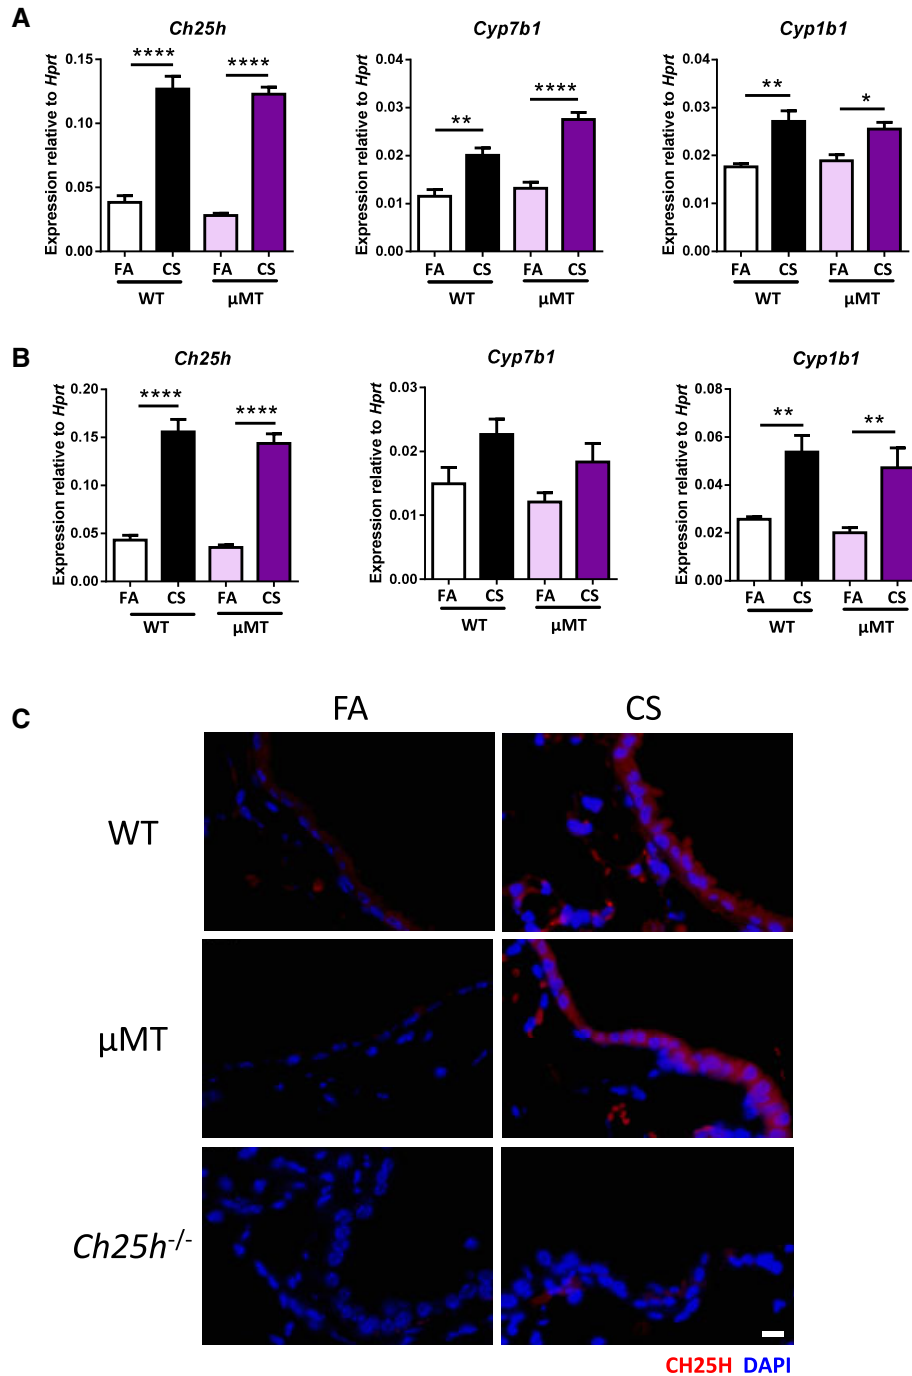 A
Ch25h
Cyp7b1
Cyp1b1
Expression relative to Hprt
0.15
0.10
0.05
0.00
****
****
FA CS FA CS
WT µMT
Expression relative to Hprt
0.04
0.03
0.02
0.01
0.00
**
****
FA CS FA CS
WT µMT
Expression relative to Hprt
0.04
0.03
0.02
0.01
0.00
**
*
FA CS FA CS
WT µMT
B
Ch25h
Cyp7b1
Cyp1b1
Expression relative to Hprt
0.20
0.15
0.10
0.05
0.00
****
****
FA CS FA CS
WT µMT
Expression relative to Hprt
0.03
0.02
0.01
0.00
FA CS FA CS
WT µMT
Expression relative to Hprt
0.08
0.06
0.04
0.02
0.00
**
**
FA CS FA CS
WT µMT
C
FA CS
WT
µMT
Ch25h-/-
CH25H DAPI